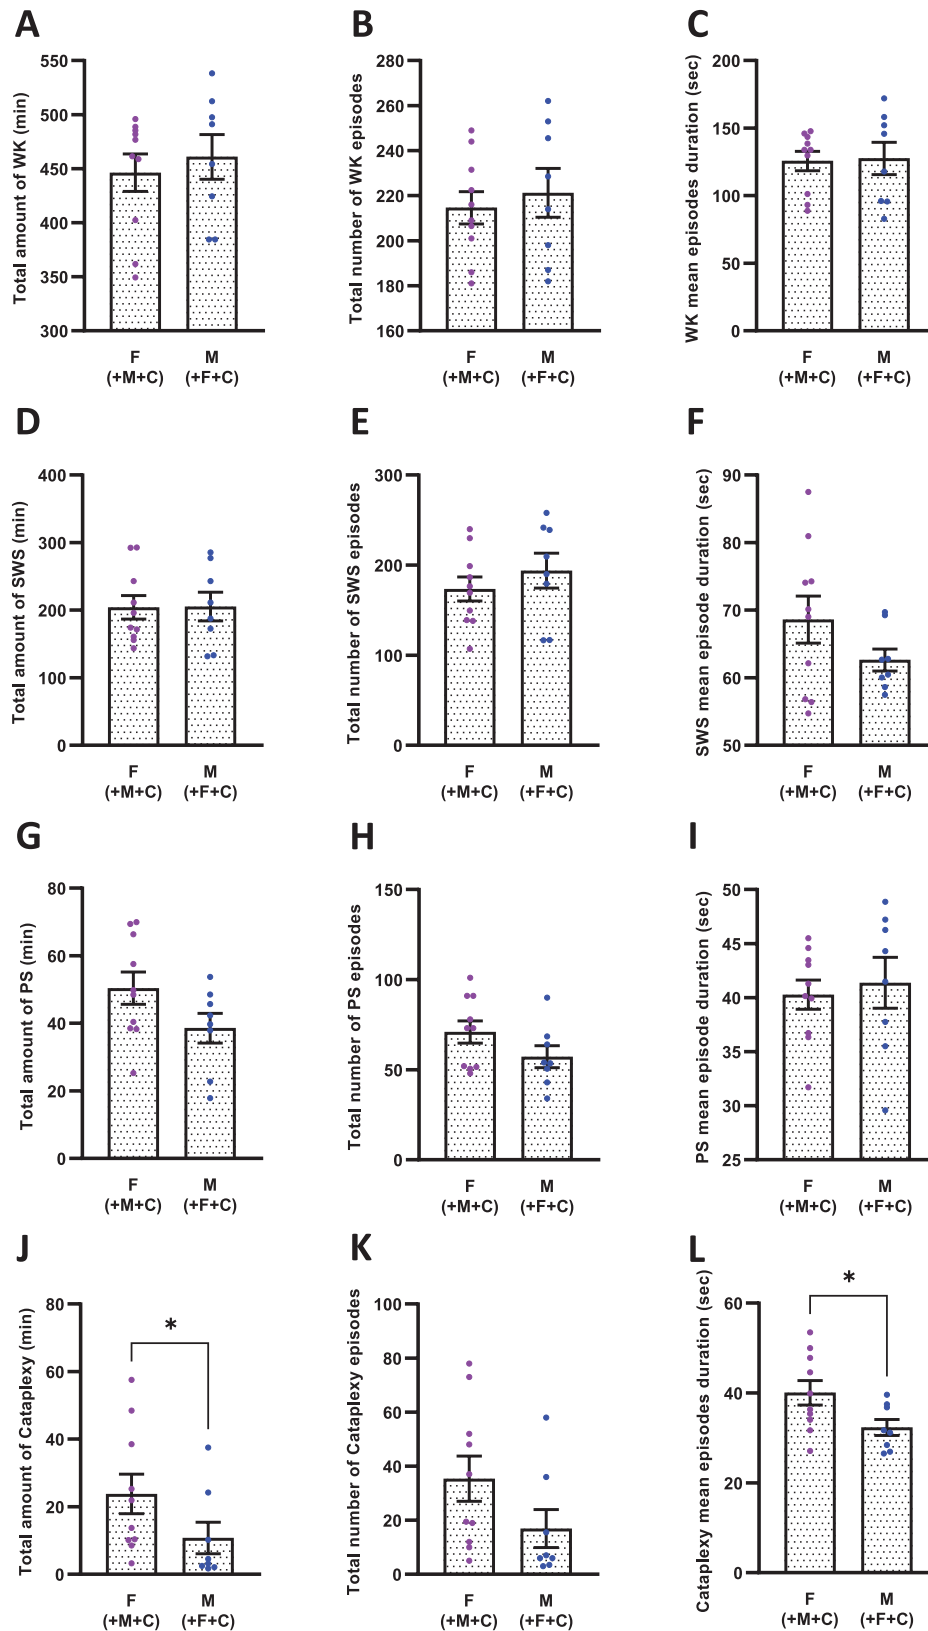 A
Total amount of WK (min)
550
500
450
400
350
300
F
(+M+C)
M
(+F+C)
B
Total number of WK episodes
280
260
240
220
200
180
160
F
(+M+C)
M
(+F+C)
C
WK mean episodes duration (sec)
200
150
100
50
0
F
(+M+C)
M
(+F+C)
D
Total amount of SWS (min)
400
300
200
100
0
F
(+M+C)
M
(+F+C)
E
Total number of SWS episodes
300
200
100
0
F
(+M+C)
M
(+F+C)
F
SWS mean episode duration (sec)
90
80
70
60
50
F
(+M+C)
M
(+F+C)
G
Total amount of PS (min)
80
60
40
20
0
F
(+M+C)
M
(+F+C)
H
Total number of PS episodes
150
100
50
0
F
(+M+C)
M
(+F+C)
I
PS mean episode duration (sec)
50
45
40
35
30
25
F
(+M+C)
M
(+F+C)
J
Total amount of Cataplexy (min)
80
60
40
20
0
*
F
(+M+C)
M
(+F+C)
K
Total number of Cataplexy episodes
100
80
60
40
20
0
F
(+M+C)
M
(+F+C)
L
Cataplexy mean episodes duration (sec)
60
40
20
0
*
F
(+M+C)
M
(+F+C)